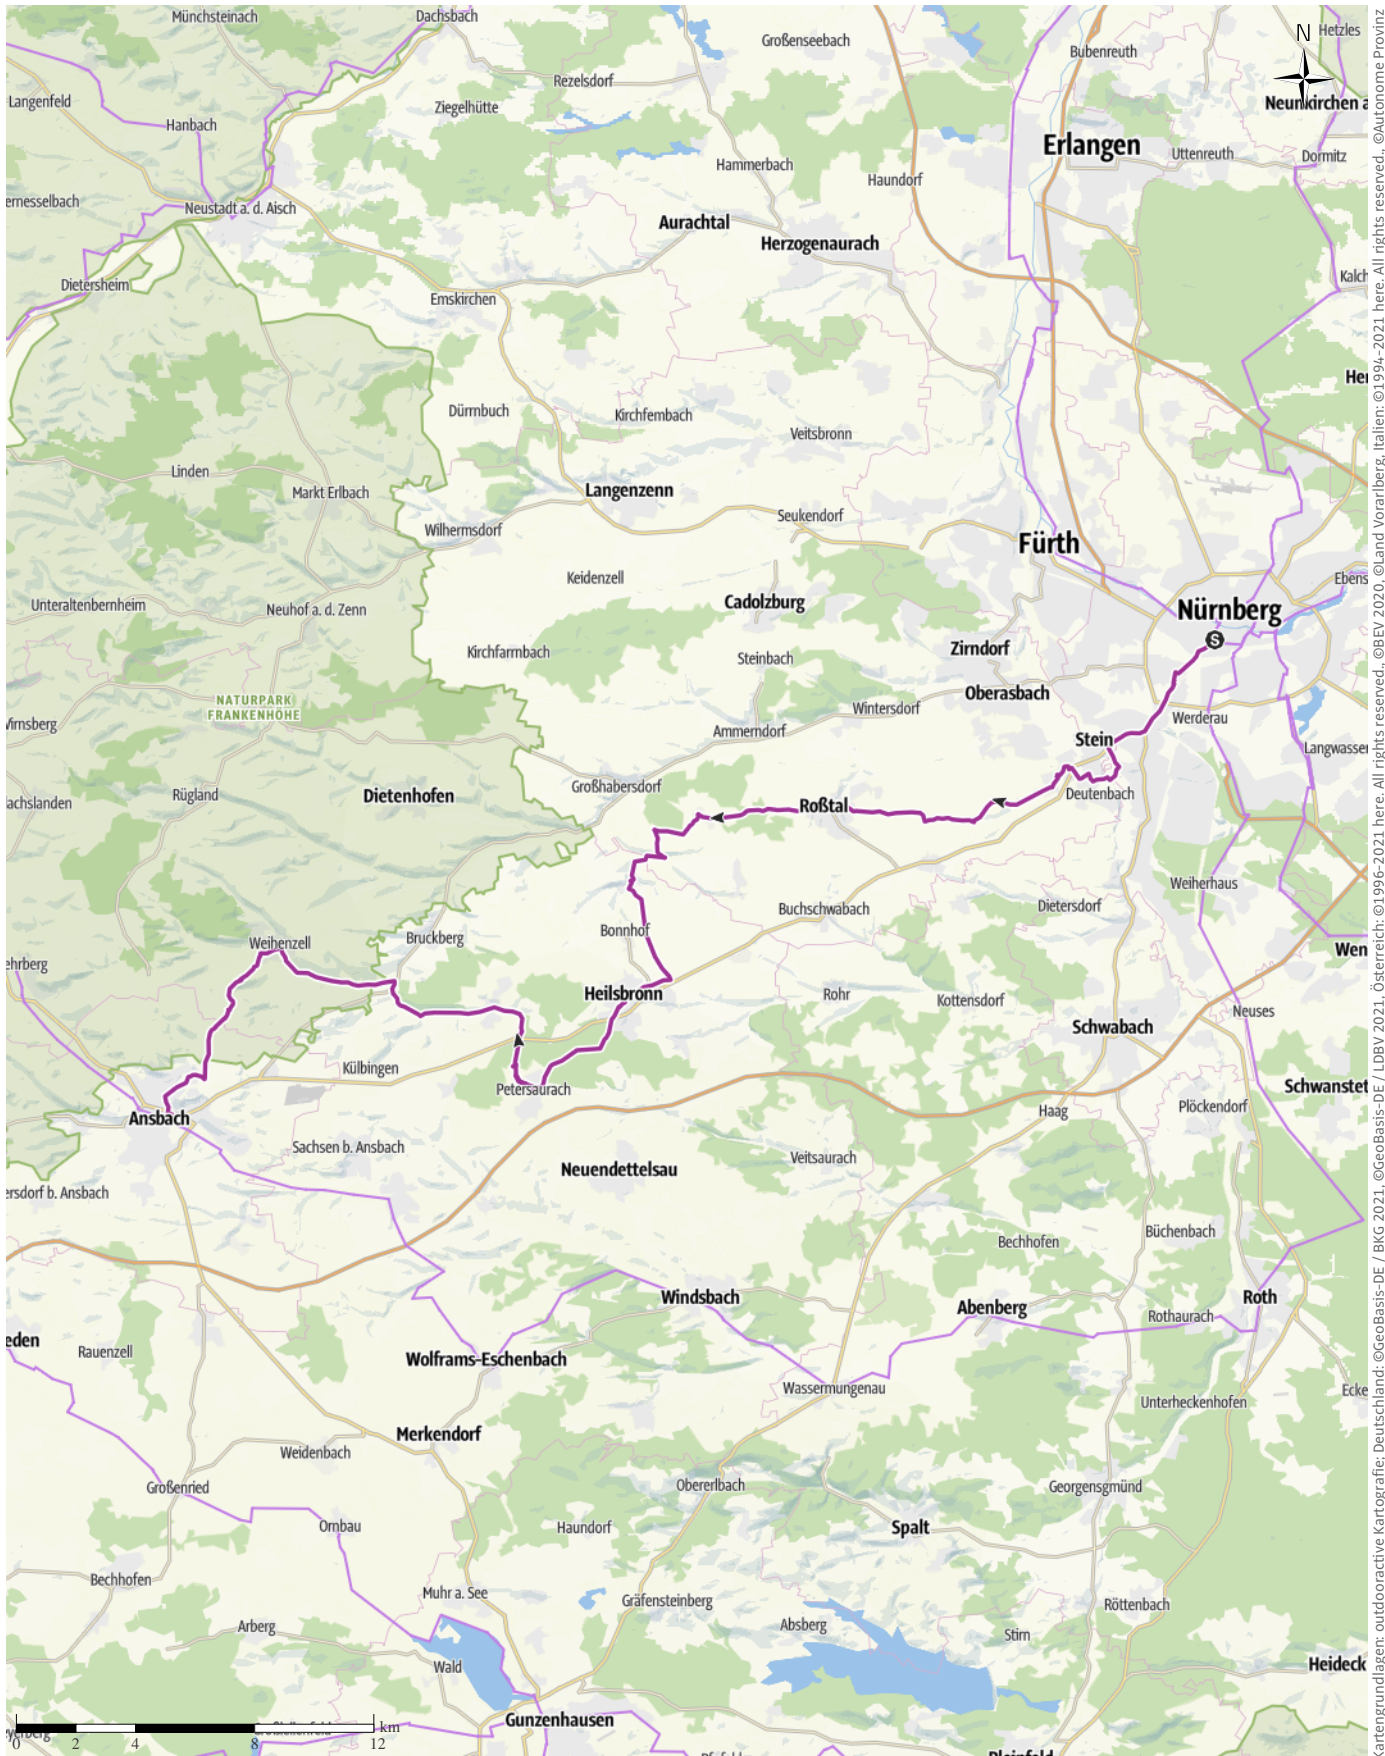 Münchsteinach
Dachsbach
Großenseebach
N
Hetzles
Bubenreuth
Rezelsdorf
Langenfeld
Ziegelhütte
Neunkirchen a
Hanbach
Erlangen
Uttenreuth
Dormitz
Hammerbach
Haundorf
ernesselbach
Neustadt a. d. Aisch
Aurachtal
Herzogenaurach
Kalch
Dietersheim
Emskirchen
Her
Dürrnbuch
Kirchfembach
Veitsbronn
Linden
Markt Erlbach
Langenzenn
Seukendorf
Wilhermsdorf
Fürth
Keidenzell
Ebens
Unteraltenbernheim
Neuhof a. d. Zenn
Cadolzburg
Nürnberg
S
Kirchfarrnbach
Steinbach
Zirndorf
Oberasbach
NATURPARK
FRANKENHÖHE
Virnsberg
Wintersdorf
Werderau
Ammerndorf
Stein
Langwasser
Großhabersdorf
Deutenbach
achslanden
Rügland
Dietenhofen
Roßtal
Weiherhaus
Buchschwabach
Dietersdorf
Bonnhof
Weihenzell
Bruckberg
Wen
ehrberg
Heilsbronn
Rohr
Kottensdorf
Neuses
Schwabach
Külbingen
Petersaurach
Schwanstet
Ansbach
Haag
Plöckendorf
Sachsen b. Ansbach
Neuendettelsau
Veitsaurach
ersdorf b. Ansbach
Bechhofen
Büchenbach
Windsbach
Abenberg
Roth
Rothaurach
eden
Rauenzell
Wolframs-Eschenbach
Wassermungenau
Ecke
Unterheckenhofen
Merkendorf
Weidenbach
Großenried
Obererlbach
Georgensgmünd
Ornbau
Haundorf
Spalt
Bechhofen
Muhr a. See
Gräfensteinberg
Röttenbach
Arberg
Absberg
Stirn
Wald
Heideck
Gunzenhausen
km
0 2 4 8 12
Pleinfeld
artengrundlagen: outdooractive Kartografie; Deutschland: ©GeoBasis-DE / BKG 2021, ©GeoBasis-DE / LDBV 2021, Österreich: ©1996-2021 here. All rights reserved., ©BEV 2020, ©Land Vorarlberg, Italien: ©1994-2021 here. All rights reserved., ©Autonome Provinz